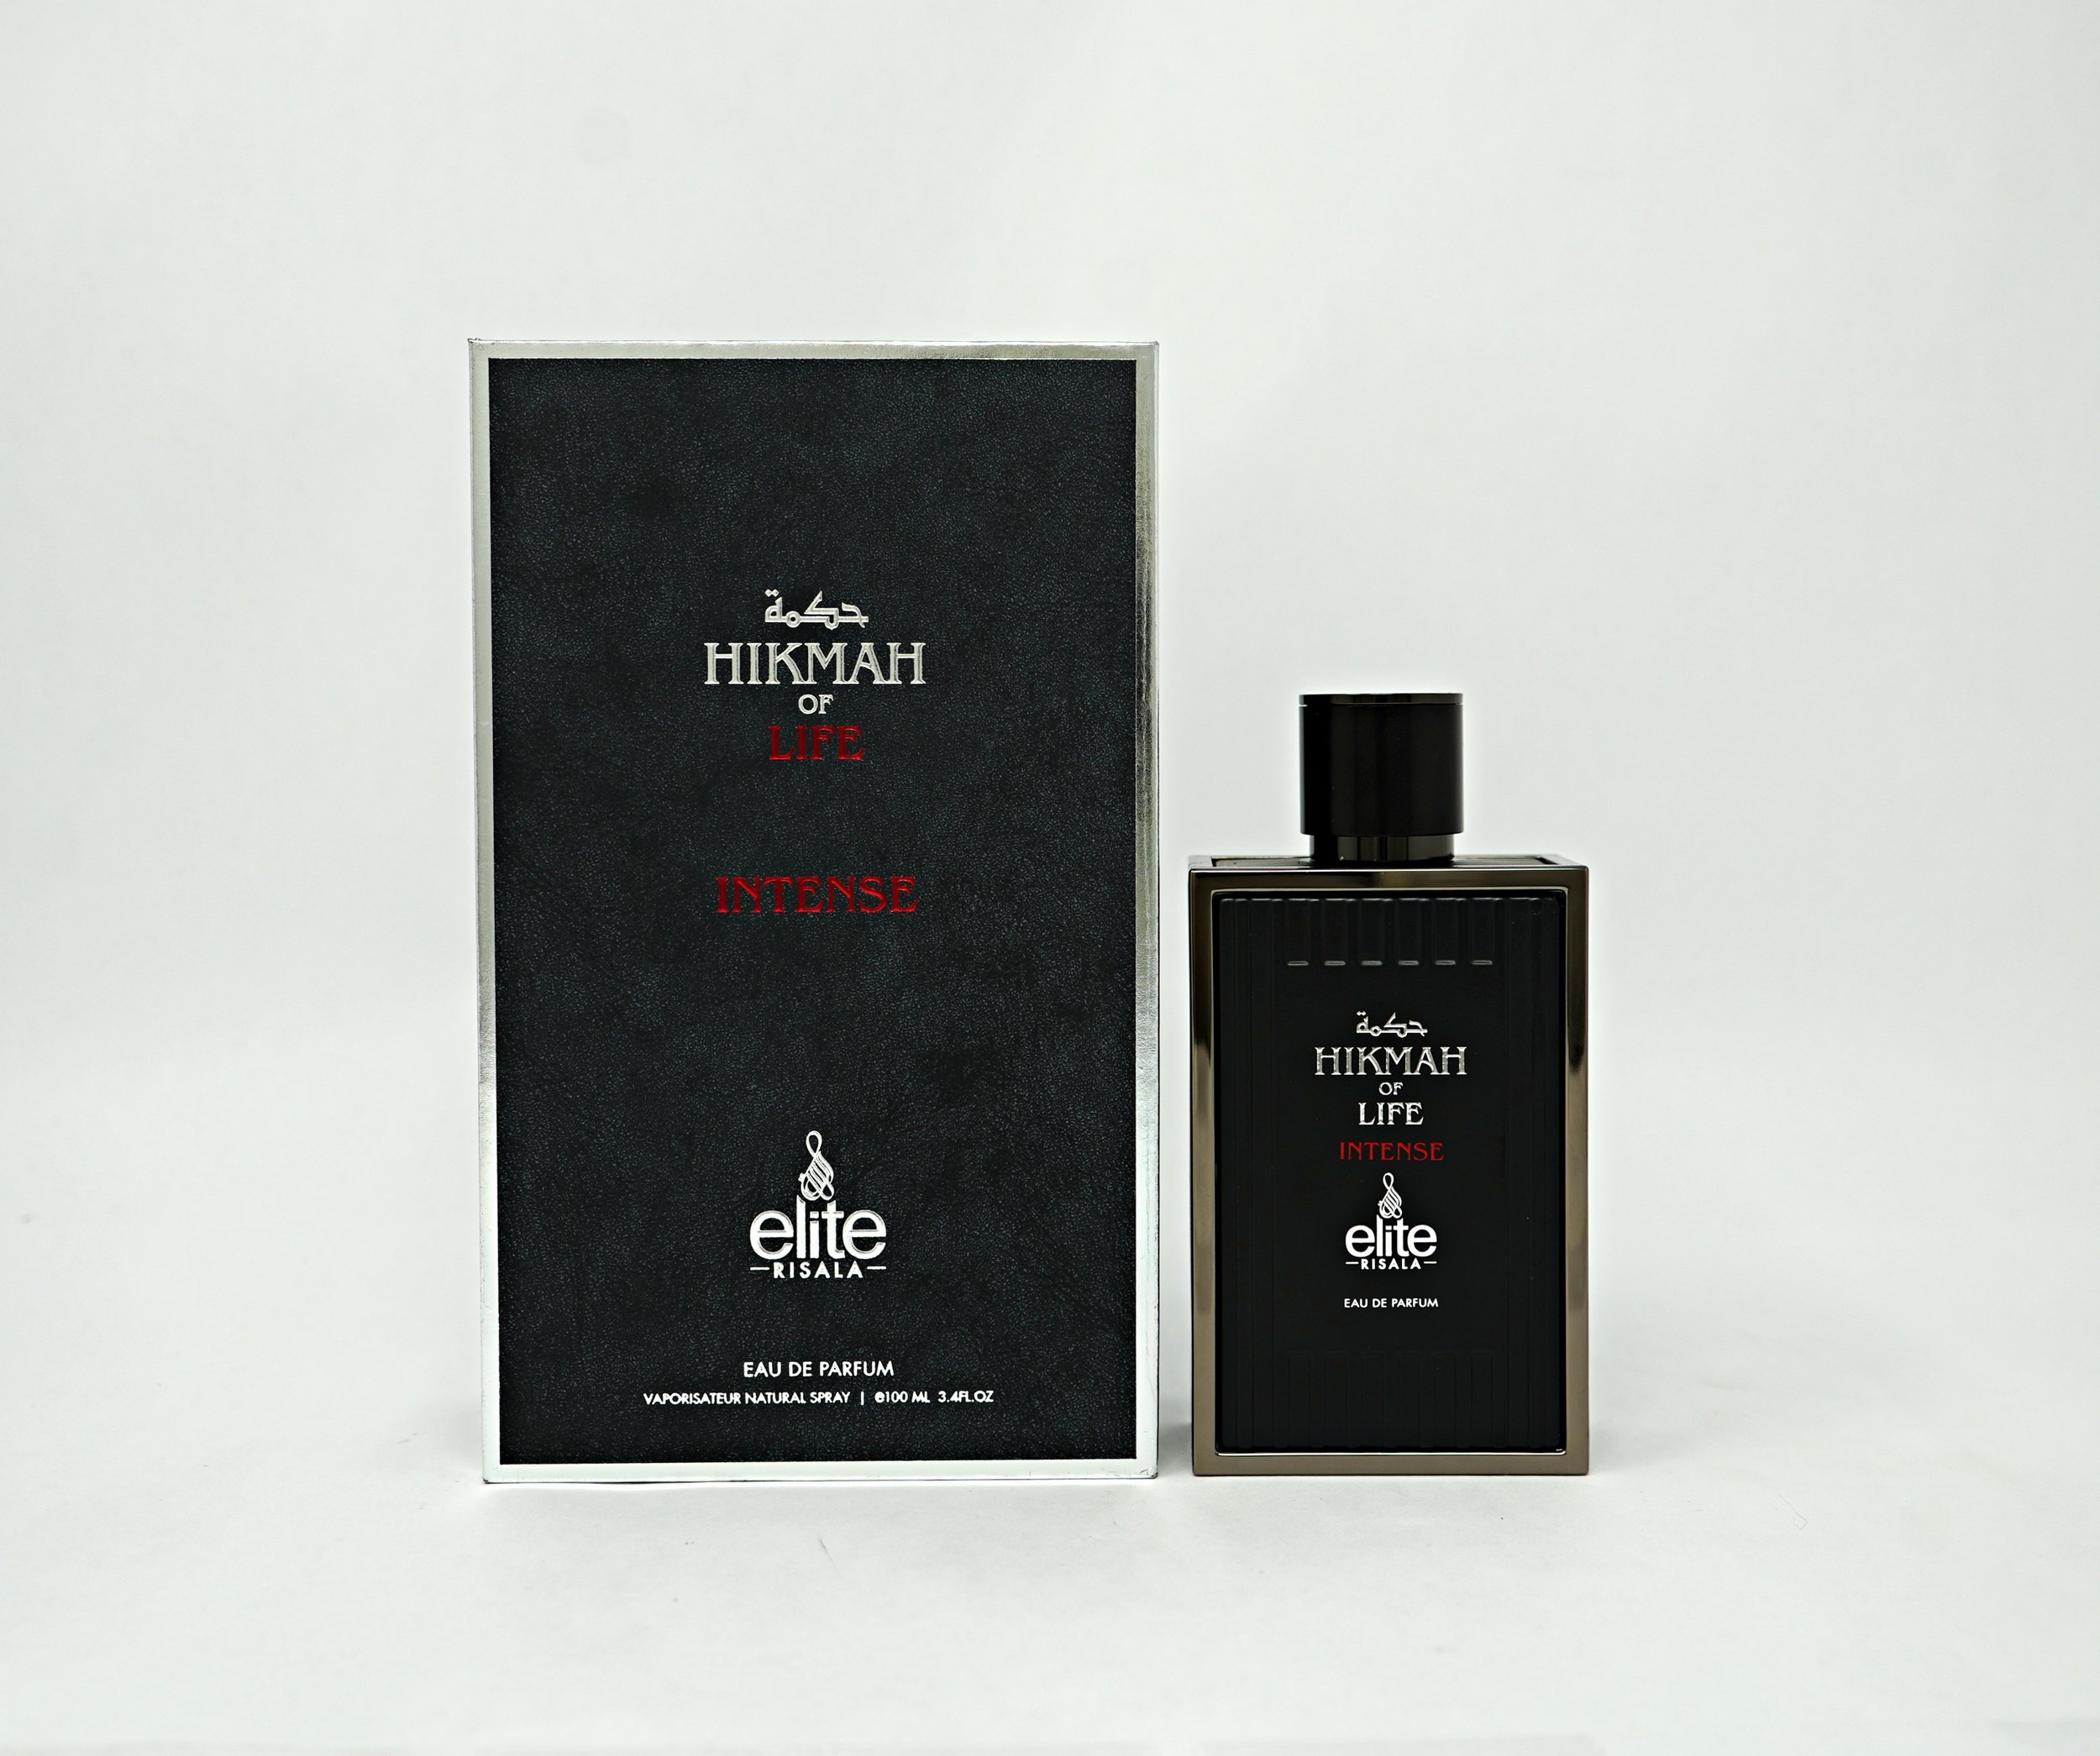 حكمة
HIKMAH
OF
LIFE
INTENSE
elite
RISALA
EAU DE PARFUM
VAPORISATEUR NATURAL SPRAY | e100 ML 3.4FL.OZ
حكمة
HIKMAH
OF
LIFE
INTENSE
elite
RISALA
EAU DE PARFUM